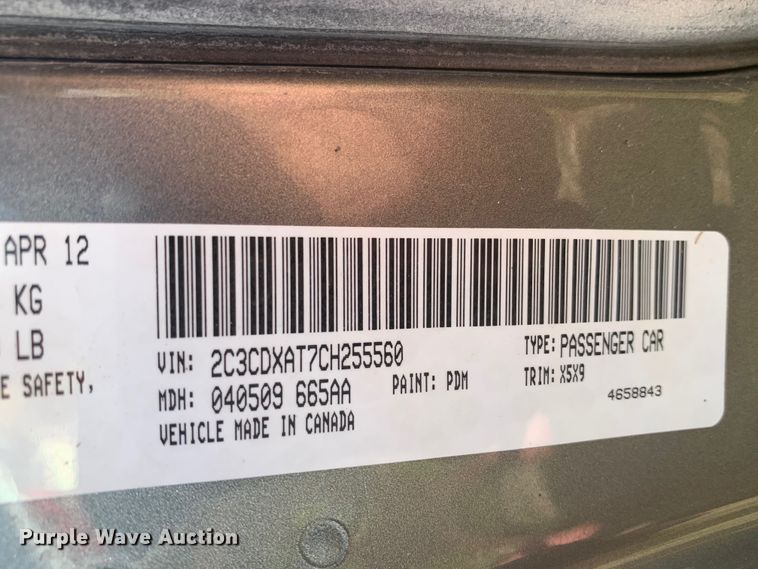 APR 12
KG
LB
E SAFETY,
VIN: 2C3CDXAT7CH255560
TYPE: PASSENGER CAR
MDH: 040509 665AA
PAINT: PDM
TRIM: X5X9
VEHICLE MADE IN CANADA
4658843
Purple Wave Auction